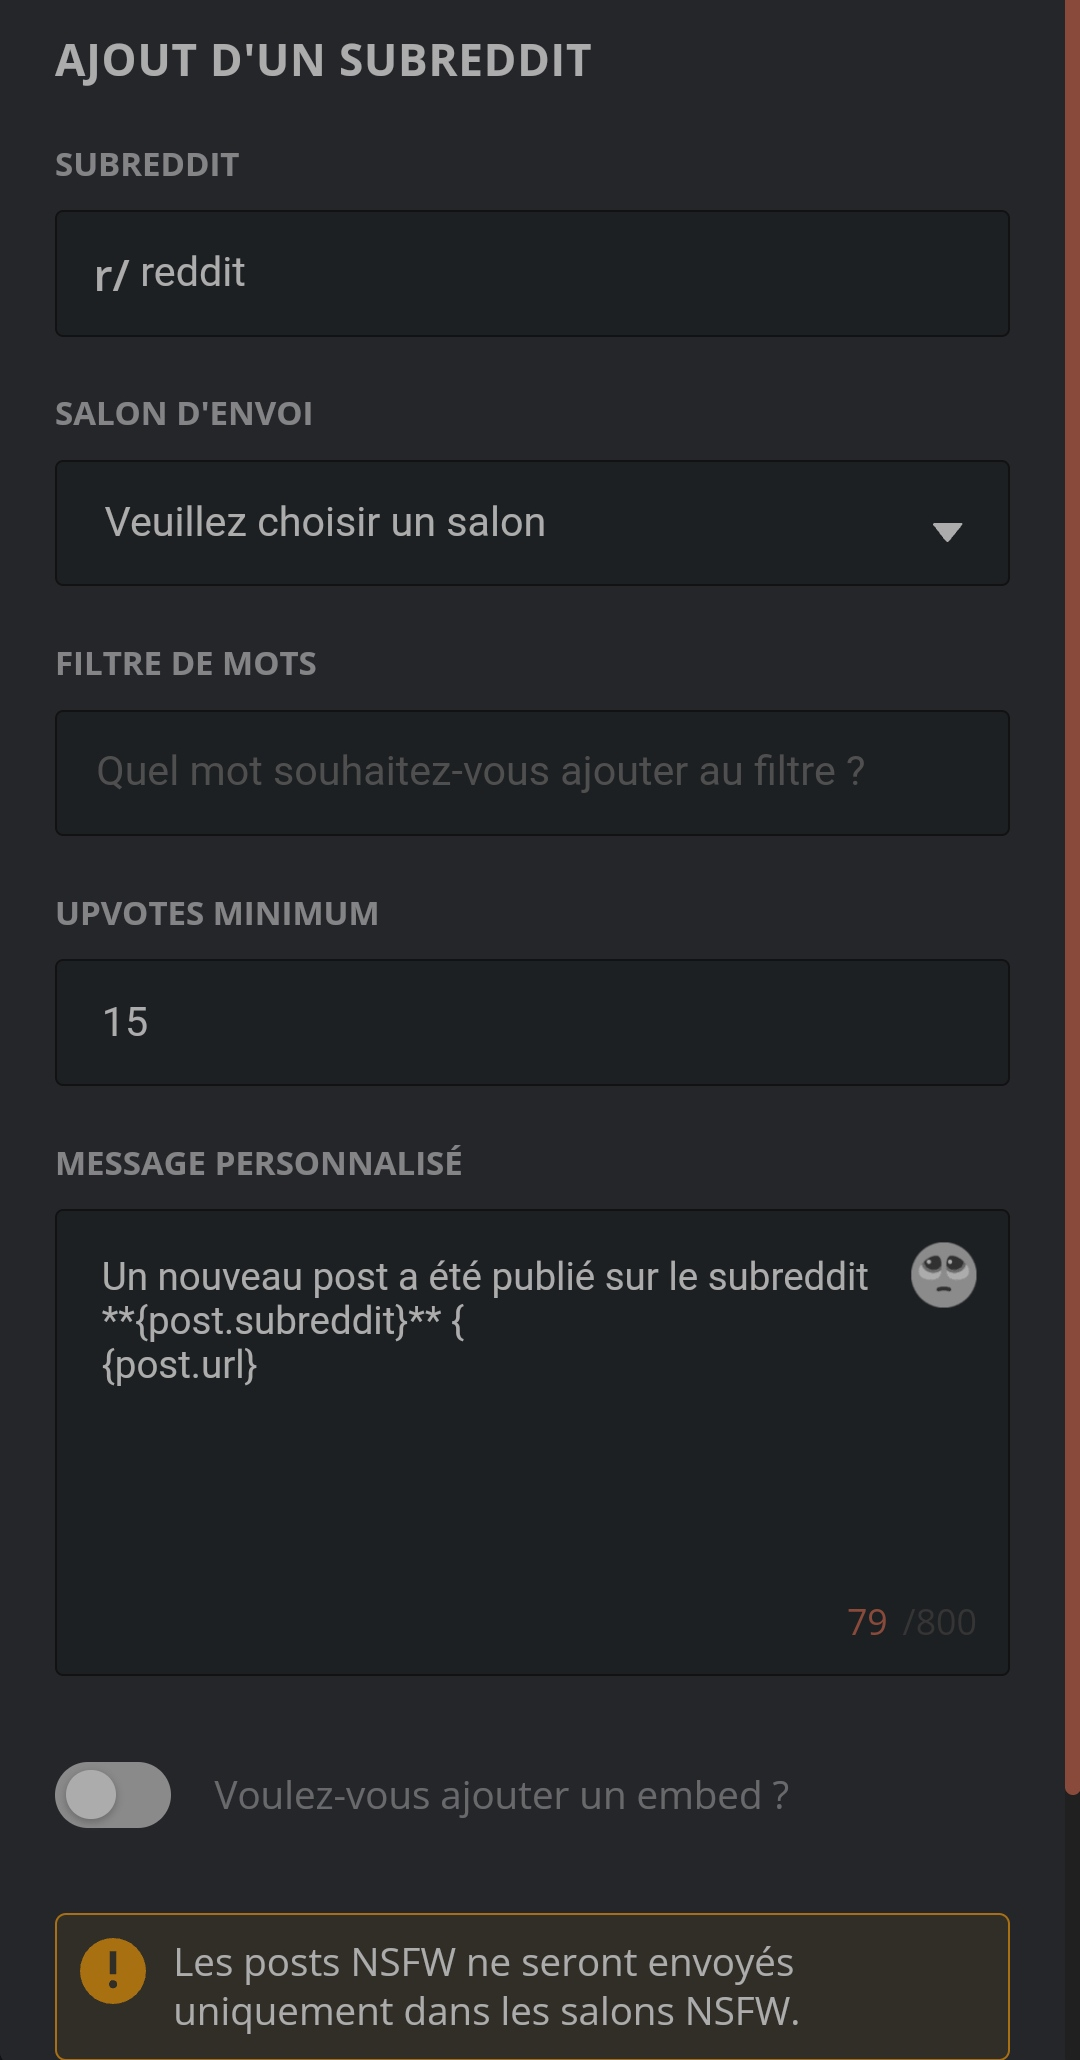 AJOUT D'UN SUBREDDIT
SUBREDDIT
r/ reddit
SALON D'ENVOI
Veuillez choisir un salon
FILTRE DE MOTS
Quel mot souhaitez-vous ajouter au filtre ?
UPVOTES MINIMUM
15
MESSAGE PERSONNALISÉ
Un nouveau post a été publié sur le subreddit
**{post.subreddit}** {
{post.url}
79 /800
Voulez-vous ajouter un embed ?
Les posts NSFW ne seront envoyés
uniquement dans les salons NSFW.